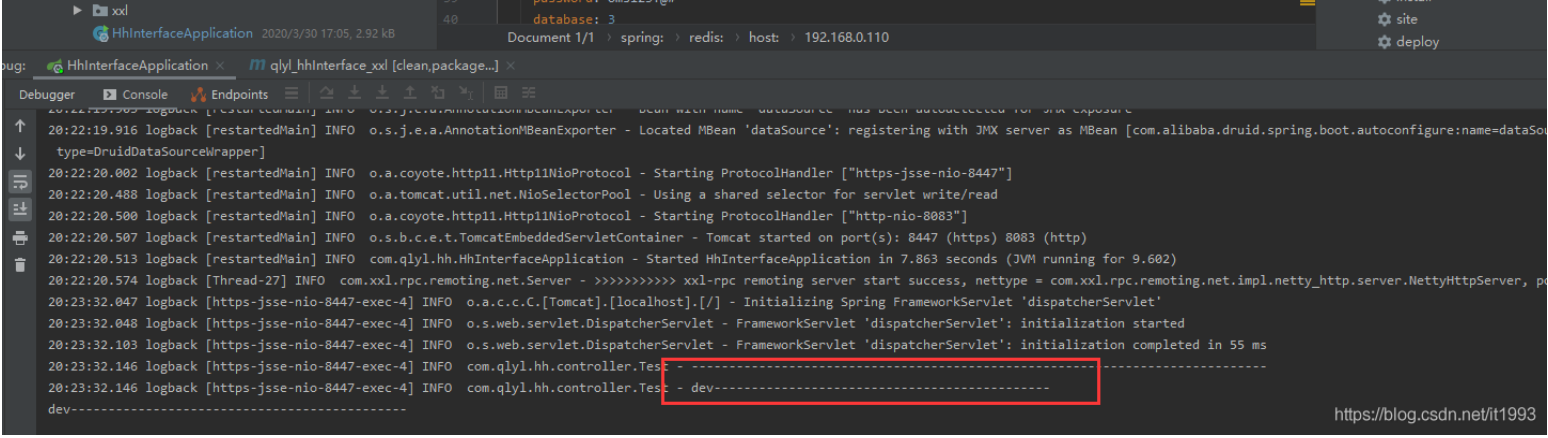 xxl
40
database: 3
HhInterfaceApplication 2020/3/30 17:05, 2.92 kB
Document 1/1 › spring: › redis: › host: › 192.168.0.110
site
deploy
bug: HhInterfaceApplication × m qlyl_hhInterface_xxl [clean,package...] ×
Debugger Console Endpoints
20:22:19.916 logback [restartedMain] INFO o.s.j.e.a.AnnotationMBeanExporter - Located MBean 'dataSource': registering with JMX server as MBean [com.alibaba.druid.spring.boot.autoconfigure:name=dataSou
type=DruidDataSourceWrapper]
20:22:20.002 logback [restartedMain] INFO o.a.coyote.http11.Http11NioProtocol - Starting ProtocolHandler ["https-jsse-nio-8447"]
20:22:20.488 logback [restartedMain] INFO o.a.tomcat.util.net.NioSelectorPool - Using a shared selector for servlet write/read
20:22:20.500 logback [restartedMain] INFO o.a.coyote.http11.Http11NioProtocol - Starting ProtocolHandler ["http-nio-8083"]
20:22:20.507 logback [restartedMain] INFO o.s.b.c.e.t.TomcatEmbeddedServletContainer - Tomcat started on port(s): 8447 (https) 8083 (http)
20:22:20.513 logback [restartedMain] INFO com.qlyl.hh.HhInterfaceApplication - Started HhInterfaceApplication in 7.863 seconds (JVM running for 9.602)
20:22:20.574 logback [Thread-27] INFO com.xxl.rpc.remoting.net.Server - >>>>>>>>>>> xxl-rpc remoting server start success, nettype = com.xxl.rpc.remoting.net.impl.netty_http.server.NettyHttpServer, po
20:23:32.047 logback [https-jsse-nio-8447-exec-4] INFO o.a.c.c.C.[Tomcat].[localhost].[/] - Initializing Spring FrameworkServlet 'dispatcherServlet'
20:23:32.048 logback [https-jsse-nio-8447-exec-4] INFO o.s.web.servlet.DispatcherServlet - FrameworkServlet 'dispatcherServlet': initialization started
20:23:32.103 logback [https-jsse-nio-8447-exec-4] INFO o.s.web.servlet.DispatcherServlet - FrameworkServlet 'dispatcherServlet': initialization completed in 55 ms
20:23:32.146 logback [https-jsse-nio-8447-exec-4] INFO com.qlyl.hh.controller.Test - ------------------------------------------------------------------------
20:23:32.146 logback [https-jsse-nio-8447-exec-4] INFO com.qlyl.hh.controller.Test - dev------------------------------------------
dev------------------------------------------
https://blog.csdn.net/it1993